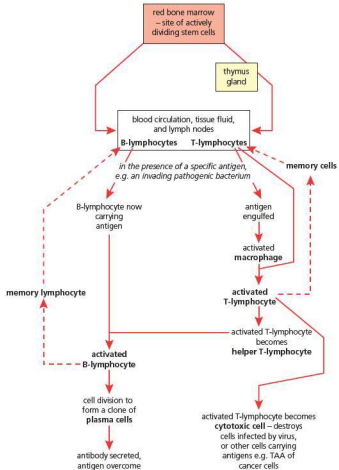 red bone marrow
– site of actively
dividing stem cells
thymus
gland
blood circulation, tissue fluid,
and lymph nodes
B-lymphocytes T-lymphocytes
in the presence of a specific antigen,
e.g. an invading pathogenic bacterium
memory cells
B-lymphocyte now
carrying
antigen
antigen
engulfed
activated
macrophage
memory lymphocyte
activated
T-lymphocyte
activated T-lymphocyte
becomes
helper T-lymphocyte
activated
B-lymphocyte
cell division to
form a clone of
plasma cells
activated T-lymphocyte becomes
cytotoxic cell – destroys
cells infected by virus,
or other cells carrying
antigens e.g. TAA of
cancer cells
antibody secreted,
antigen overcome